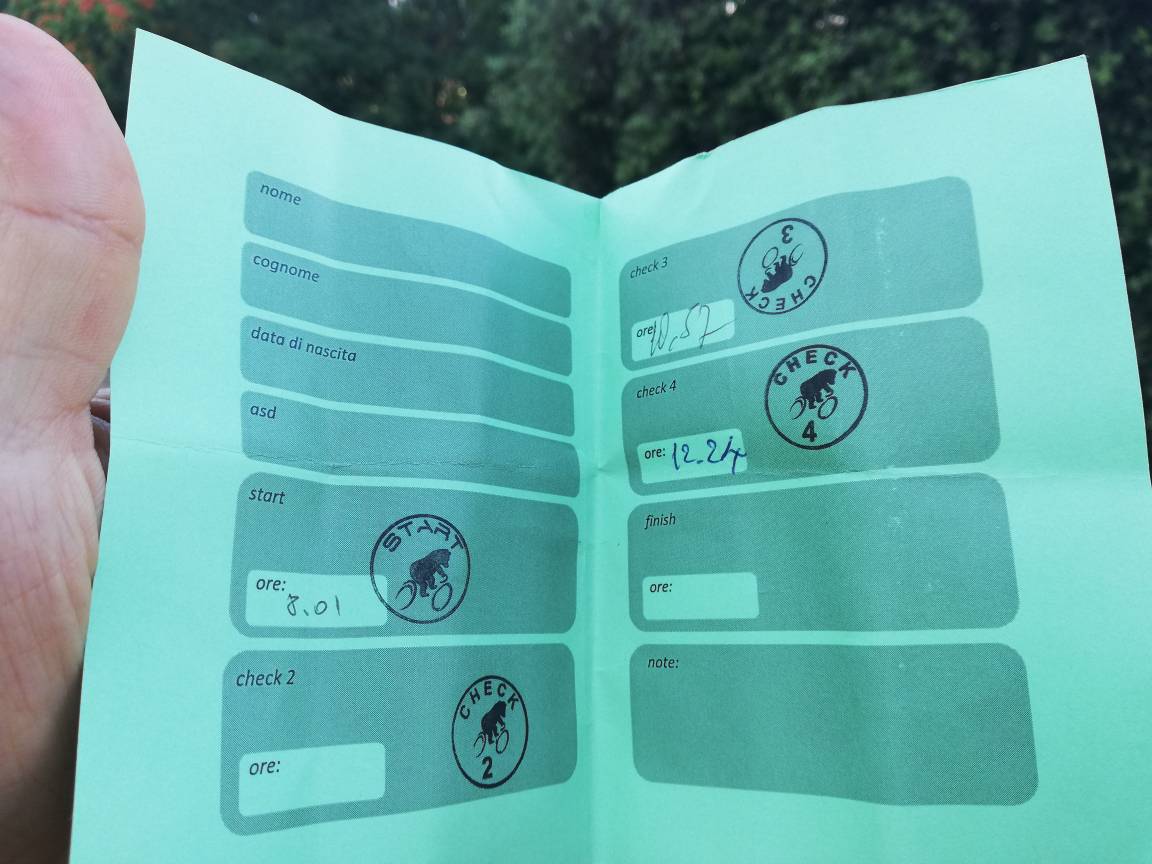 nome
cognome
data di nascita
asd
start
START
ore:
8.01
check 2
CHECK
2
ore:
check 3
CHECK
3
ore:
10.57
check 4
CHECK
4
ore: 12.24
finish
ore:
note: